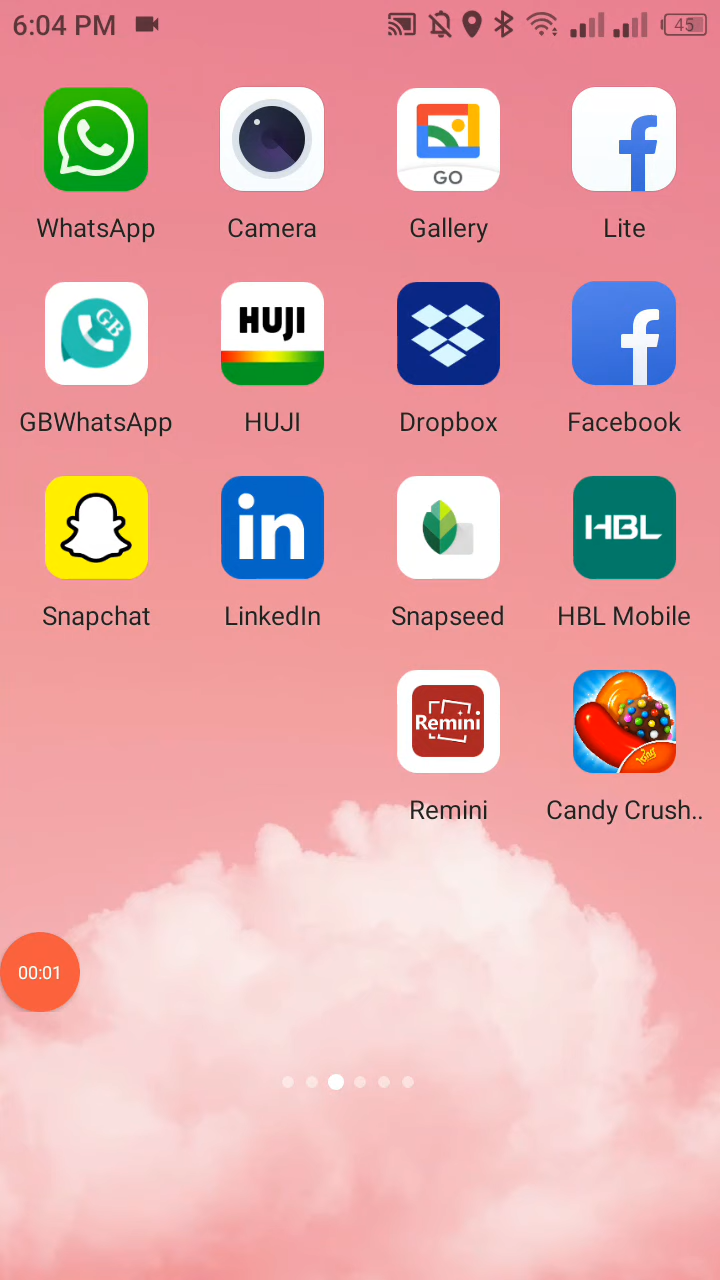 6:04 PM 45
GO
WhatsApp Camera Gallery Lite
GB
HUJI
GBWhatsApp HUJI Dropbox Facebook
in HBL
Snapchat LinkedIn Snapseed HBL Mobile
Remini
King
Remini Candy Crush..
00:01